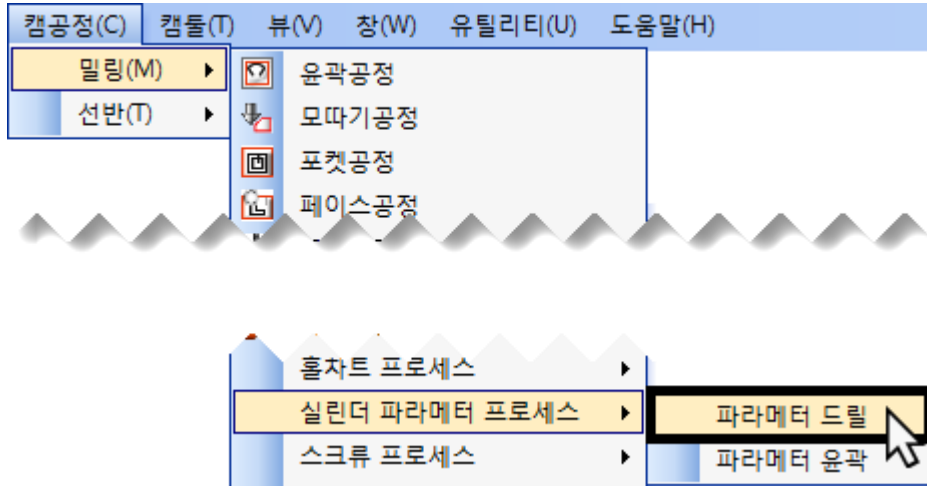 캠공정(C) 캠툴(T) 뷰(V) 창(W) 유틸리티(U) 도움말(H)
밀링(M)
선반(T)
윤곽공정
모따기공정
포켓공정
페이스공정
홀차트 프로세스
실린더 파라메터 프로세스
스크류 프로세스
파라메터 드릴
파라메터 윤곽